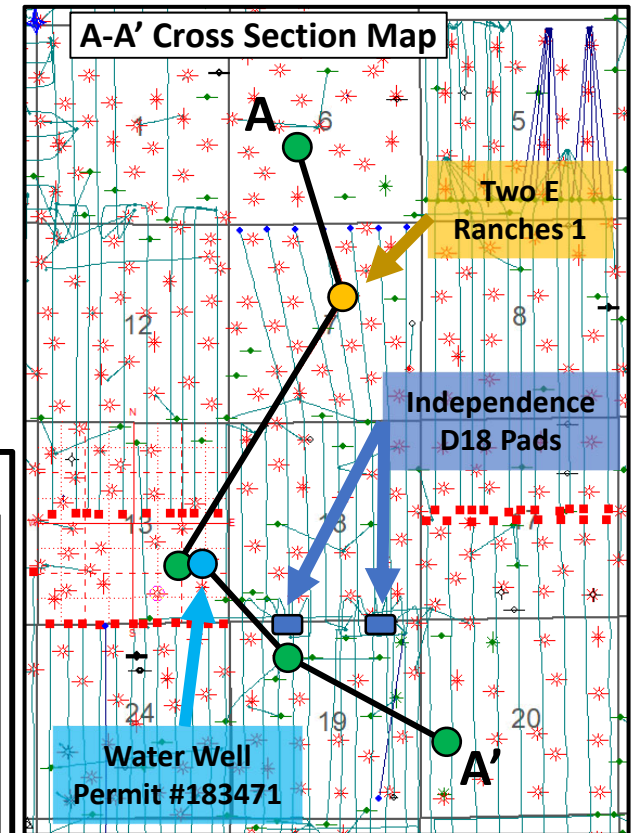 A-A’ Cross Section Map
1
6
5
A
Two E
Ranches 1
12
7
8
Independence
D18 Pads
N
13
18
17
S
24
19
20
A’
Water Well
Permit #183471